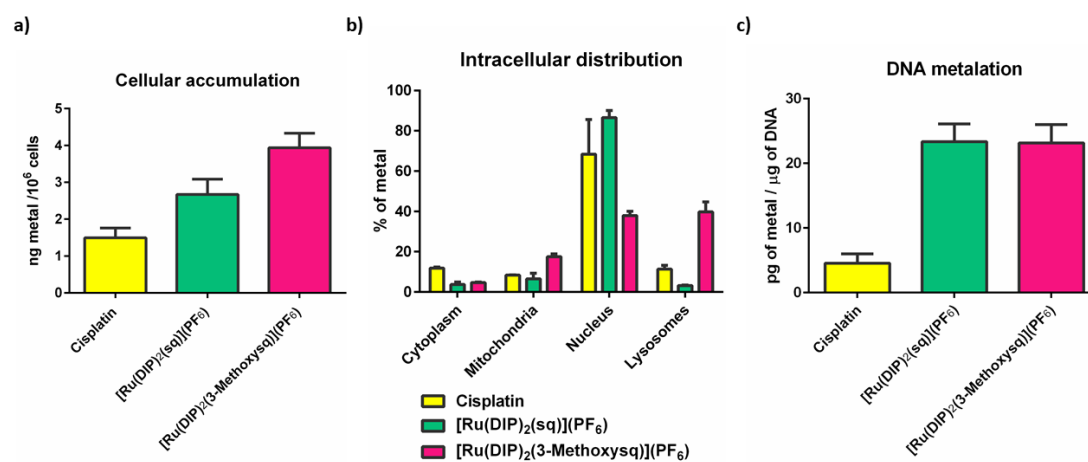 a)
Cellular accumulation
ng metal /10⁶ cells
5
4
3
2
1
0
Cisplatin
[Ru(DIP)₂(sq)](PF⁶)
[Ru(DIP)₂(3-Methoxysq)](PF⁶)
b)
Intracellular distribution
% of metal
100
80
60
40
20
0
Cytoplasm
Mitochondria
Nucleus
Lysosomes
Cisplatin
[Ru(DIP)₂(sq)](PF₆)
[Ru(DIP)₂(3-Methoxysq)](PF₆)
c)
DNA metalation
pg of metal / μg of DNA
30
20
10
0
Cisplatin
[Ru(DIP)₂(sq)](PF⁶)
[Ru(DIP)₂(3-Methoxysq)](PF⁶)